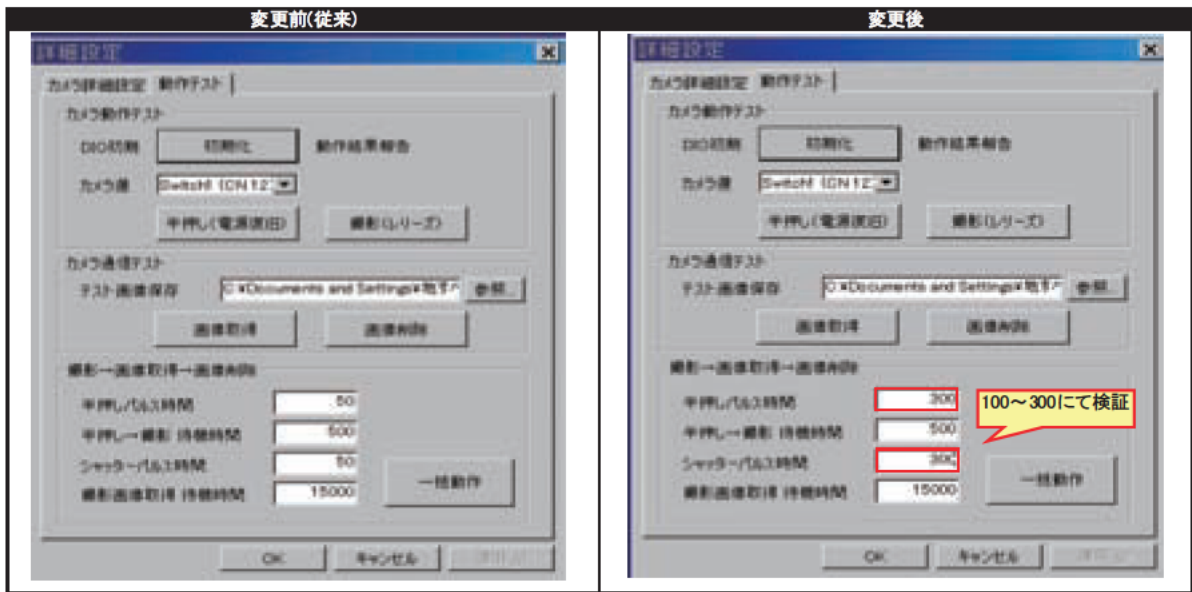 変更前(従来)
詳細設定
カメラ詳細設定 動作テスト
カメラ動作テスト
DIO初期 初期化 動作結果報告
カメラ種 Switch1 (CN12)
半押し(電源復旧) 撮影(レリーズ)
カメラ通信テスト
テスト画像保存 C:¥Documents and Settings¥ 参照...
画像取得 画像削除
撮影→画像取得→画像削除
半押しパルス時間 50
半押し→撮影 待機時間 500
シャッターパルス時間 50
撮影画像取得 待機時間 15000
一括動作
OK キャンセル
変更後
詳細設定
カメラ詳細設定 動作テスト
カメラ動作テスト
DIO初期 初期化 動作結果報告
カメラ種 Switch1 (CN12)
半押し(電源復旧) 撮影(レリーズ)
カメラ通信テスト
テスト画像保存 C:¥Documents and Settings¥ 参照...
画像取得 画像削除
撮影→画像取得→画像削除
半押しパルス時間 300
100～300にて検証
半押し→撮影 待機時間 500
シャッターパルス時間 300
撮影画像取得 待機時間 15000
一括動作
OK キャンセル